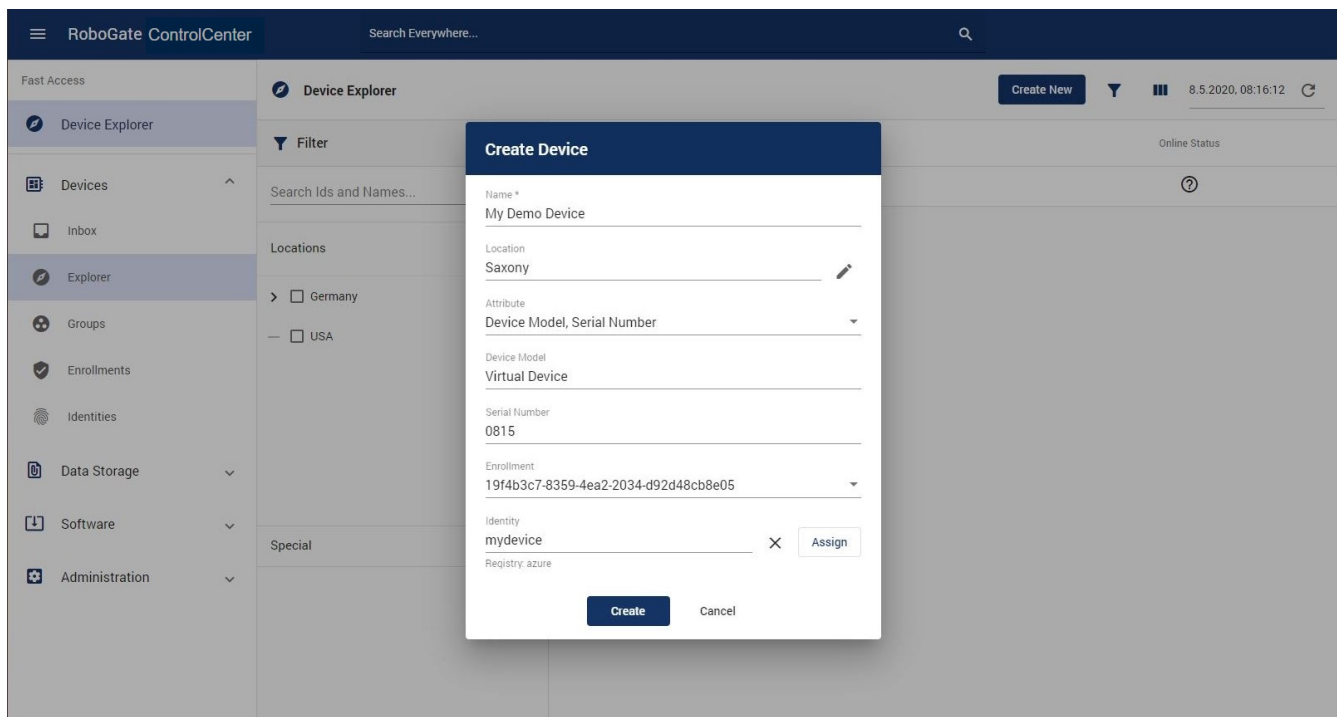 RoboGate ControlCenter
Search Everywhere...
Fast Access
Device Explorer
Devices
Inbox
Explorer
Groups
Enrollments
Identities
Data Storage
Software
Administration
Device Explorer
Create New
8.5.2020, 08:16:12
Filter
Search Ids and Names...
Locations
Germany
USA
Special
Online Status
Create Device
Name *
My Demo Device
Location
Saxony
Attribute
Device Model, Serial Number
Device Model
Virtual Device
Serial Number
0815
Enrollment
19f4b3c7-8359-4ea2-2034-d92d48cb8e05
Identity
mydevice
Assign
Registry: azure
Create
Cancel